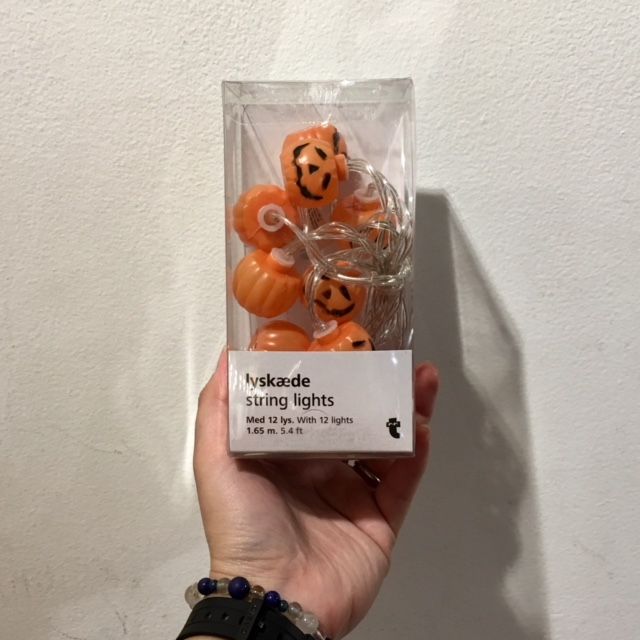 lyskæde
string lights
Med 12 lys. With 12 lights
1.65 m. 5.4 ft